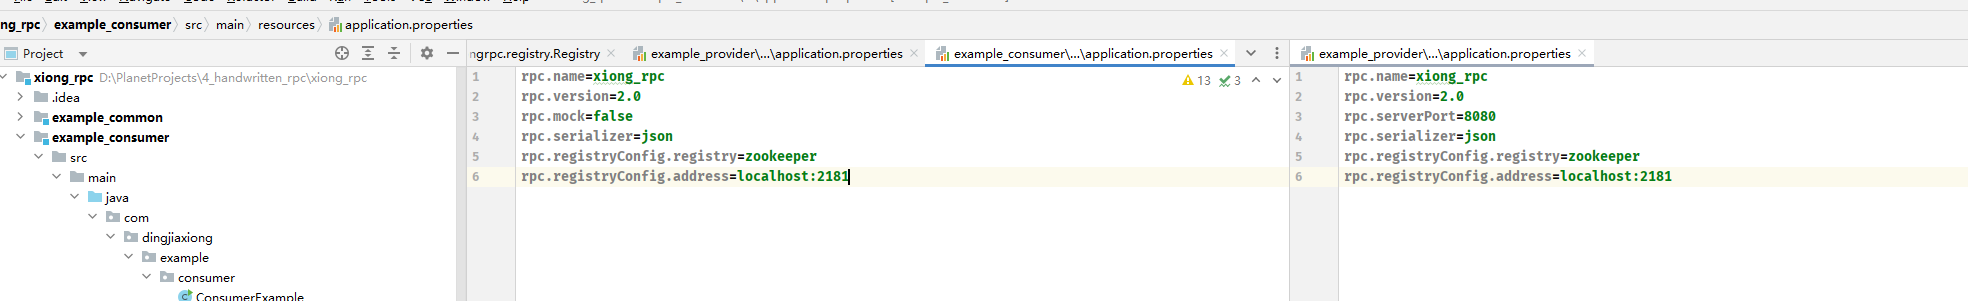 ng_rpc > example_consumer > src > main > resources > application.properties
Project
ngrpc.registry.Registry
example_provider\...\application.properties
example_consumer\...\application.properties
example_provider\...\application.properties
xiong_rpc D:\PlanetProjects\4_handwritten_rpc\xiong_rpc
.idea
example_common
example_consumer
src
main
java
com
dingjiaxiong
example
consumer
ConsumerExample
13 3
1 rpc.name=xiong_rpc
2 rpc.version=2.0
3 rpc.mock=false
4 rpc.serializer=json
5 rpc.registryConfig.registry=zookeeper
6 rpc.registryConfig.address=localhost:2181
1 rpc.name=xiong_rpc
2 rpc.version=2.0
3 rpc.serverPort=8080
4 rpc.serializer=json
5 rpc.registryConfig.registry=zookeeper
6 rpc.registryConfig.address=localhost:2181